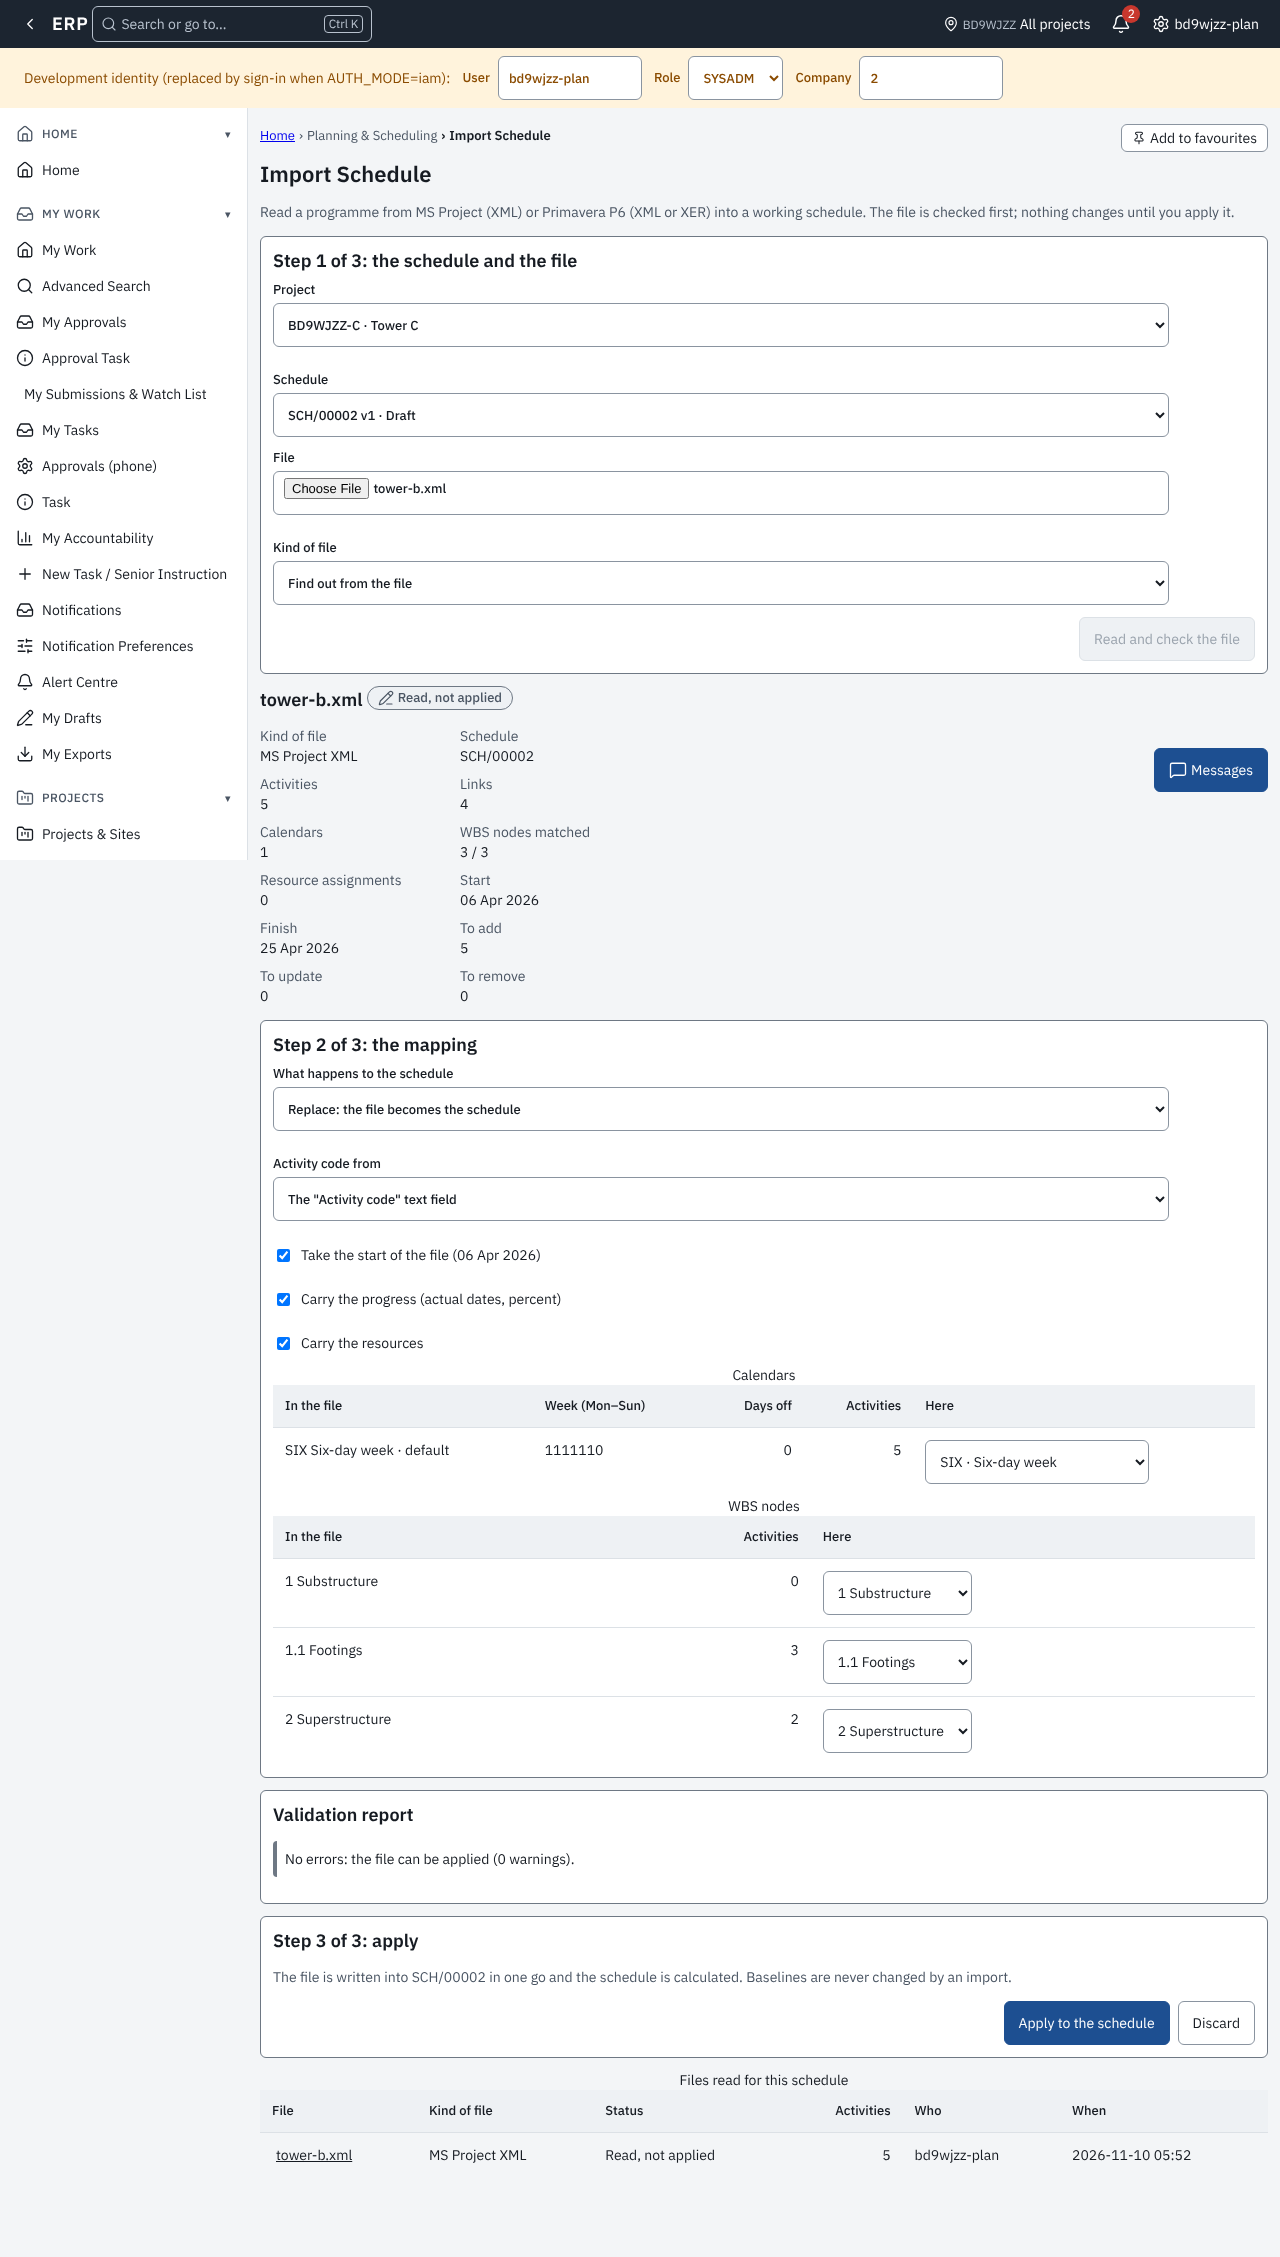 ERP Search or go to... Ctrl K BD9WJZZ All projects 2 bd9wjzz-plan
Development identity (replaced by sign-in when AUTH_MODE=iam): User bd9wjzz-plan Role SYSADM Company 2
HOME
Home
MY WORK
My Work
Advanced Search
My Approvals
Approval Task
My Submissions & Watch List
My Tasks
Approvals (phone)
Task
My Accountability
New Task / Senior Instruction
Notifications
Notification Preferences
Alert Centre
My Drafts
My Exports
PROJECTS
Projects & Sites
Home › Planning & Scheduling › Import Schedule
Add to favourites
Import Schedule
Read a programme from MS Project (XML) or Primavera P6 (XML or XER) into a working schedule. The file is checked first; nothing changes until you apply it.
Step 1 of 3: the schedule and the file
Project
BD9WJZZ-C · Tower C
Schedule
SCH/00002 v1 · Draft
File
Choose File tower-b.xml
Kind of file
Find out from the file
Read and check the file
tower-b.xml Read, not applied
Kind of file Schedule
MS Project XML SCH/00002
Messages
Activities Links
5 4
Calendars WBS nodes matched
1 3 / 3
Resource assignments Start
0 06 Apr 2026
Finish To add
25 Apr 2026 5
To update To remove
0 0
Step 2 of 3: the mapping
What happens to the schedule
Replace: the file becomes the schedule
Activity code from
The "Activity code" text field
Take the start of the file (06 Apr 2026)
Carry the progress (actual dates, percent)
Carry the resources
Calendars
In the file Week (Mon–Sun) Days off Activities Here
SIX Six-day week · default 1111110 0 5 SIX · Six-day week
WBS nodes
In the file Activities Here
1 Substructure 0 1 Substructure
1.1 Footings 3 1.1 Footings
2 Superstructure 2 2 Superstructure
Validation report
No errors: the file can be applied (0 warnings).
Step 3 of 3: apply
The file is written into SCH/00002 in one go and the schedule is calculated. Baselines are never changed by an import.
Apply to the schedule Discard
Files read for this schedule
File Kind of file Status Activities Who When
tower-b.xml MS Project XML Read, not applied 5 bd9wjzz-plan 2026-11-10 05:52